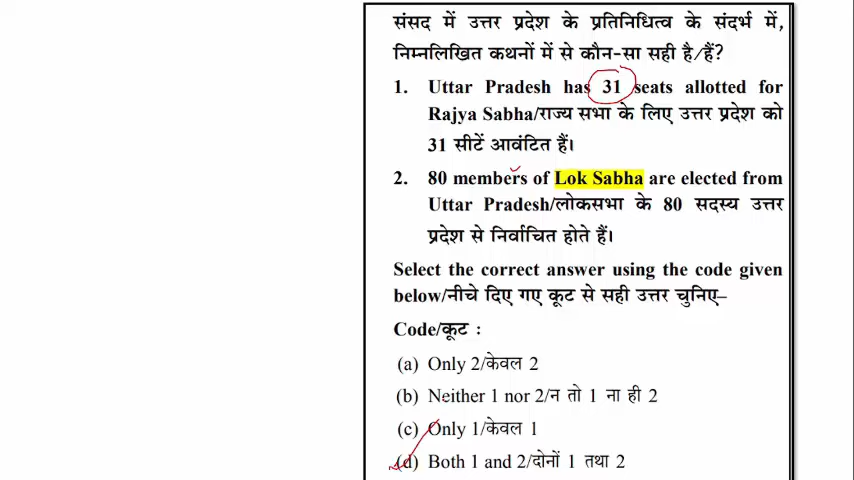 संसद में उत्तर प्रदेश के प्रतिनिधित्व के संदर्भ में,
निम्नलिखित कथनों में से कौन-सा सही है/हैं?
1. Uttar Pradesh has 31 seats allotted for
Rajya Sabha/राज्य सभा के लिए उत्तर प्रदेश को
31 सीटें आवंटित हैं।
2. 80 members of Lok Sabha are elected from
Uttar Pradesh/लोकसभा के 80 सदस्य उत्तर
प्रदेश से निर्वाचित होते हैं।
Select the correct answer using the code given
below/नीचे दिए गए कूट से सही उत्तर चुनिए–
Code/कूट :
(a) Only 2/केवल 2
(b) Neither 1 nor 2/न तो 1 ना ही 2
(c) Only 1/केवल 1
(d) Both 1 and 2/दोनों 1 तथा 2